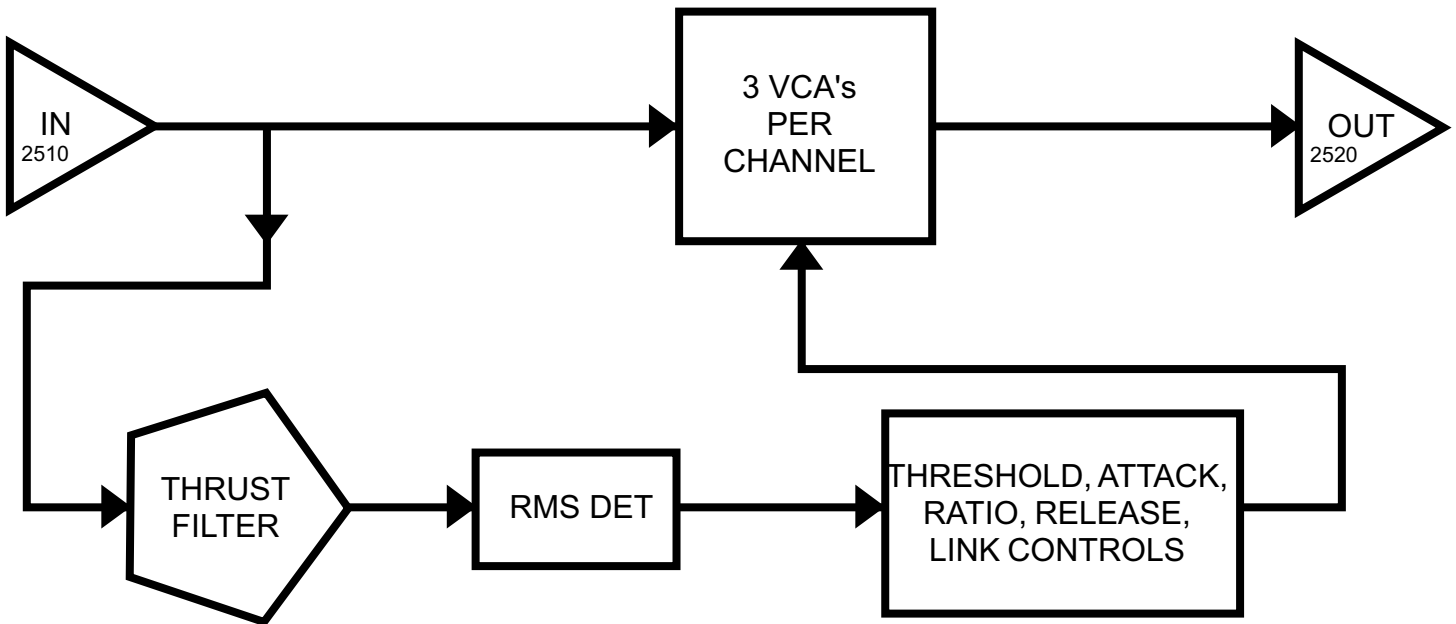 IN
2510
3 VCA's
PER
CHANNEL
OUT
2520
THRUST
FILTER
RMS DET
THRESHOLD, ATTACK,
RATIO, RELEASE,
LINK CONTROLS